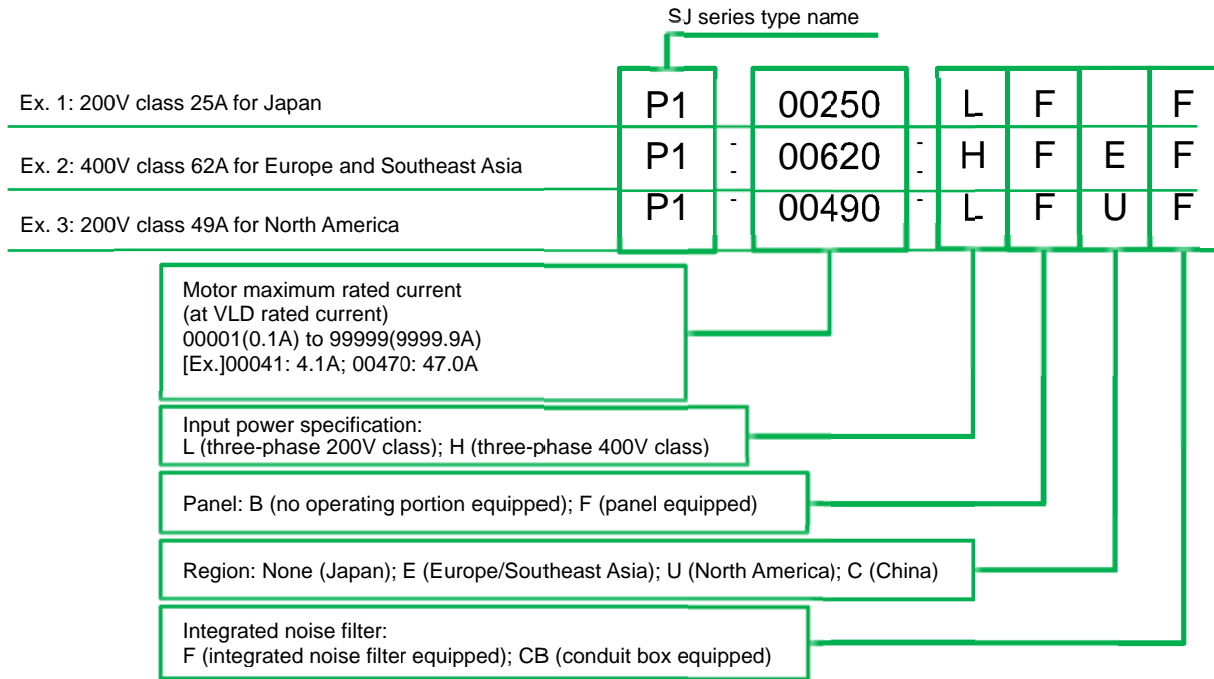 SJ series type name
Ex. 1: 200V class 25A for Japan P1 00250 L F F
Ex. 2: 400V class 62A for Europe and Southeast Asia P1 - 00620 - H F E F
Ex. 3: 200V class 49A for North America P1 - 00490 - L F U F
Motor maximum rated current
(at VLD rated current)
00001(0.1A) to 99999(9999.9A)
[Ex.]00041: 4.1A; 00470: 47.0A
Input power specification:
L (three-phase 200V class); H (three-phase 400V class)
Panel: B (no operating portion equipped); F (panel equipped)
Region: None (Japan); E (Europe/Southeast Asia); U (North America); C (China)
Integrated noise filter:
F (integrated noise filter equipped); CB (conduit box equipped)